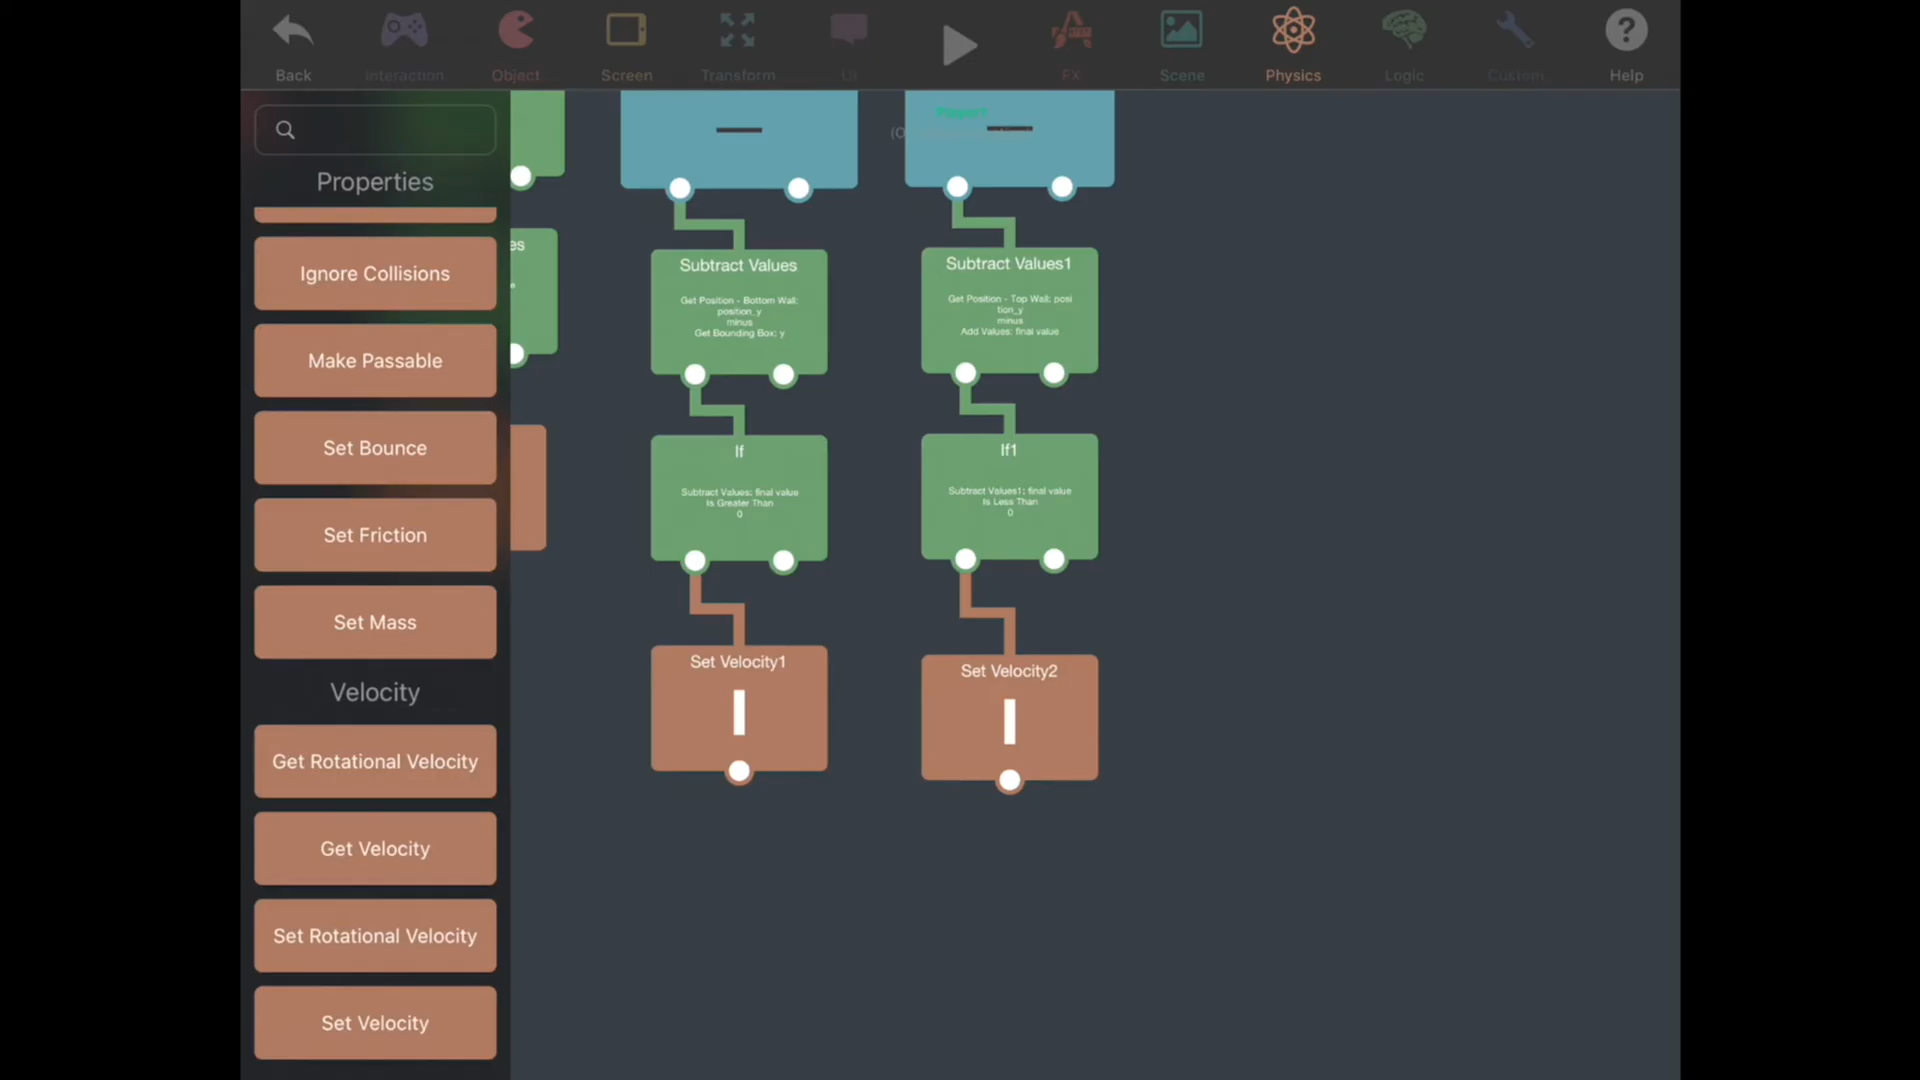 Back
Interaction
Object
Screen
Transform
UI
FX
Scene
Physics
Logic
Custom
Help
Properties
Ignore Collisions
Make Passable
Set Bounce
Set Friction
Set Mass
Velocity
Get Rotational Velocity
Get Velocity
Set Rotational Velocity
Set Velocity
es
Subtract Values
Get Position - Bottom Wall:
position_y
minus
Get Bounding Box: y
If
Subtract Values: final value
Is Greater Than
0
Set Velocity1
Subtract Values1
Get Position - Top Wall: posi
tion_y
minus
Add Values: final value
If1
Subtract Values1: final value
Is Less Than
0
Set Velocity2